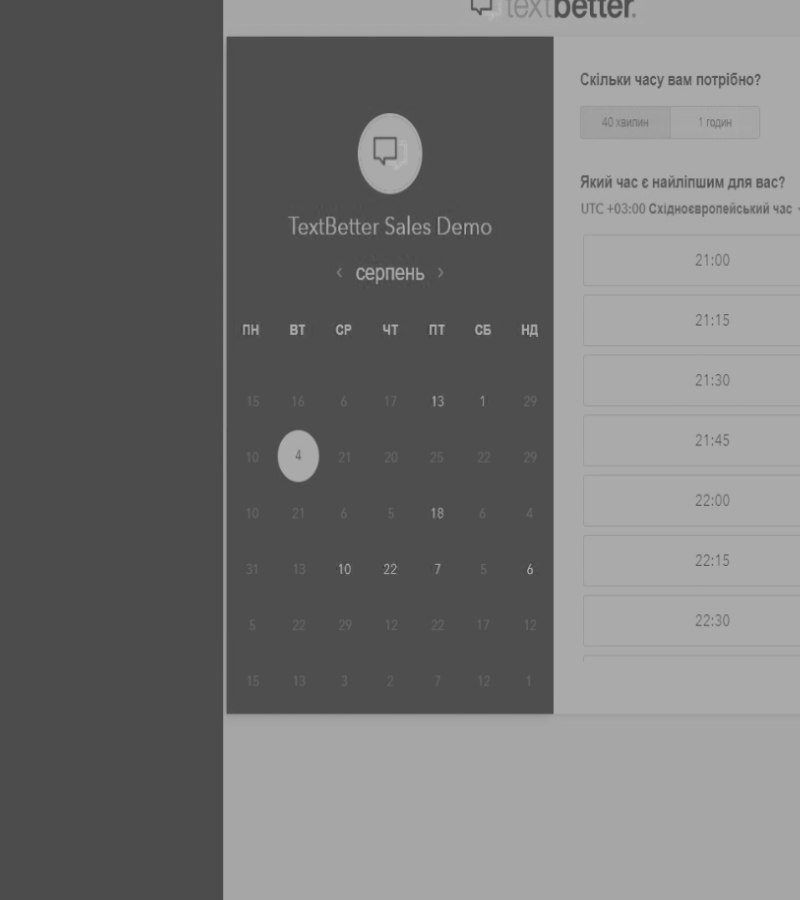 textbetter.
TextBetter Sales Demo
‹ серпень ›
ПН ВТ СР ЧТ ПТ СБ НД
15 16 6 17 13 1 29
10 4 21 20 25 22 29
10 21 6 5 18 6 4
31 13 10 22 7 5 6
5 22 29 12 22 17 12
15 13 3 2 7 12 1
Скільки часу вам потрібно?
40 хвилин 1 годин
Який час є найліпшим для вас?
UTC +03:00 Східноєвропейський час
21:00
21:15
21:30
21:45
22:00
22:15
22:30